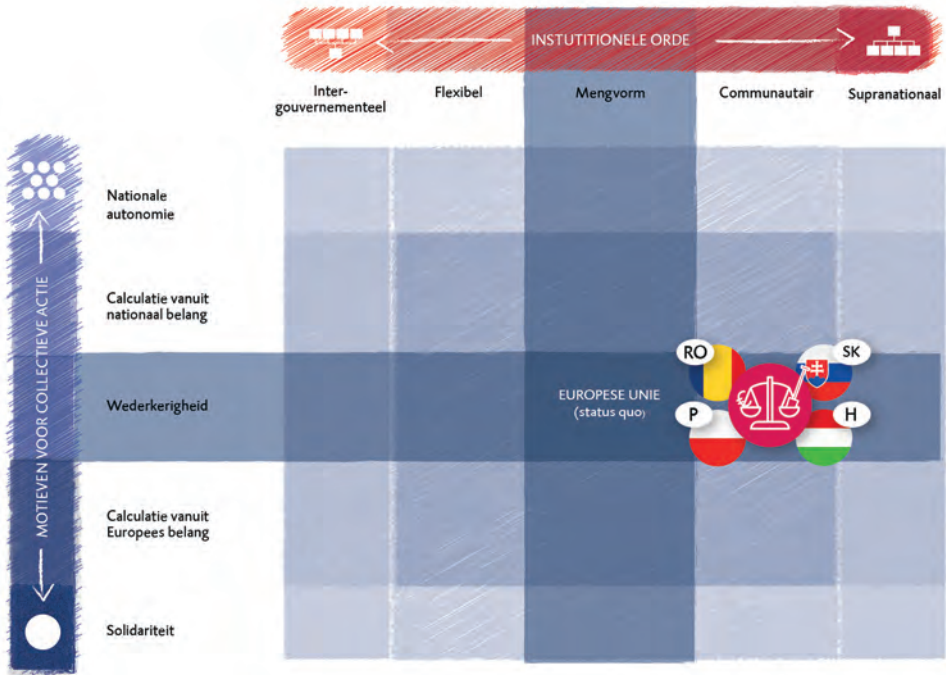 INSTUTITIONELE ORDE
Inter-
gouvernementeel
Flexibel
Mengvorm
Communautair
Supranationaal
MOTIEVEN VOOR COLLECTIEVE ACTIE
Nationale
autonomie
Calculatie vanuit
nationaal belang
Wederkerigheid
EUROPESE UNIE
(status quo)
RO
SK
P
H
Calculatie vanuit
Europees belang
Solidariteit